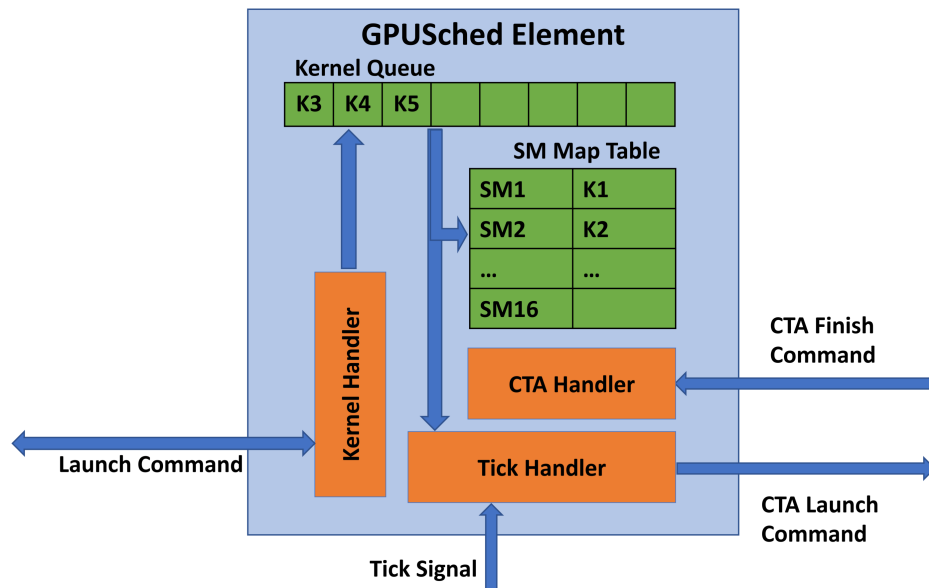 GPUSched Element
Kernel Queue
K3 K4 K5
SM Map Table
SM1 K1
SM2 K2
... ...
SM16
Kernel Handler
CTA Handler
Tick Handler
Launch Command
CTA Finish
Command
CTA Launch
Command
Tick Signal